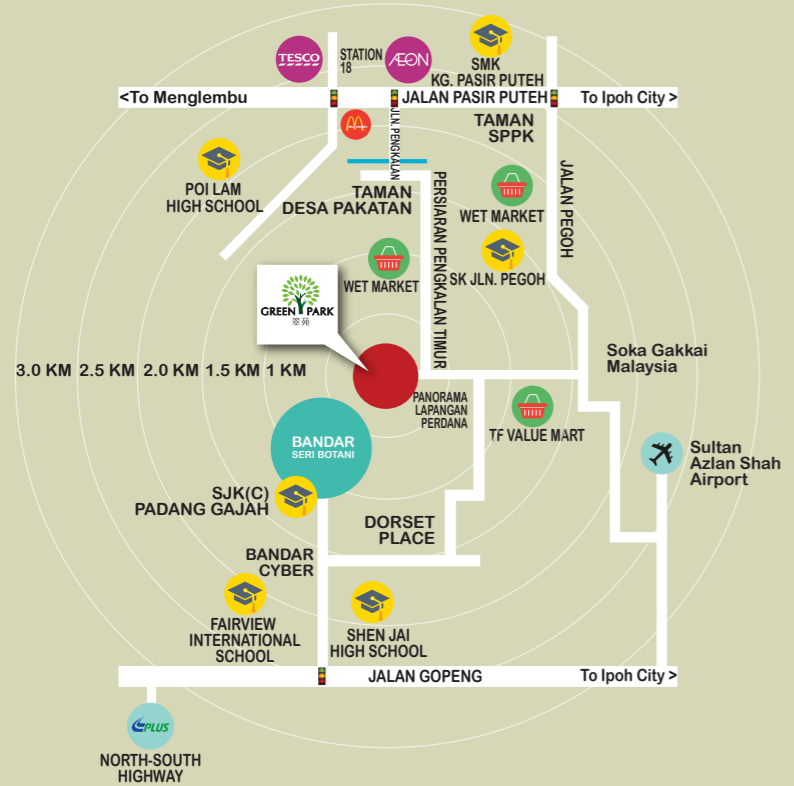 TESCO
STATION
18
ÆON
SMK
KG. PASIR PUTEH
<To Menglembu
JALAN PASIR PUTEH
To Ipoh City >
JLN. PENGKALAN
TAMAN
SPPK
POI LAM
HIGH SCHOOL
TAMAN
DESA PAKATAN
PERSIARAN PENGKALAN TIMUR
WET MARKET
JALAN PEGOH
SK JLN. PEGOH
WET MARKET
GREEN PARK
翠苑
3.0 KM 2.5 KM 2.0 KM 1.5 KM 1 KM
Soka Gakkai
Malaysia
PANORAMA
LAPANGAN
PERDANA
TF VALUE MART
BANDAR
SERI BOTANI
Sultan
Azlan Shah
Airport
SJK(C)
PADANG GAJAH
DORSET
PLACE
BANDAR
CYBER
FAIRVIEW
INTERNATIONAL
SCHOOL
SHEN JAI
HIGH SCHOOL
JALAN GOPENG
To Ipoh City >
PLUS
NORTH-SOUTH
HIGHWAY